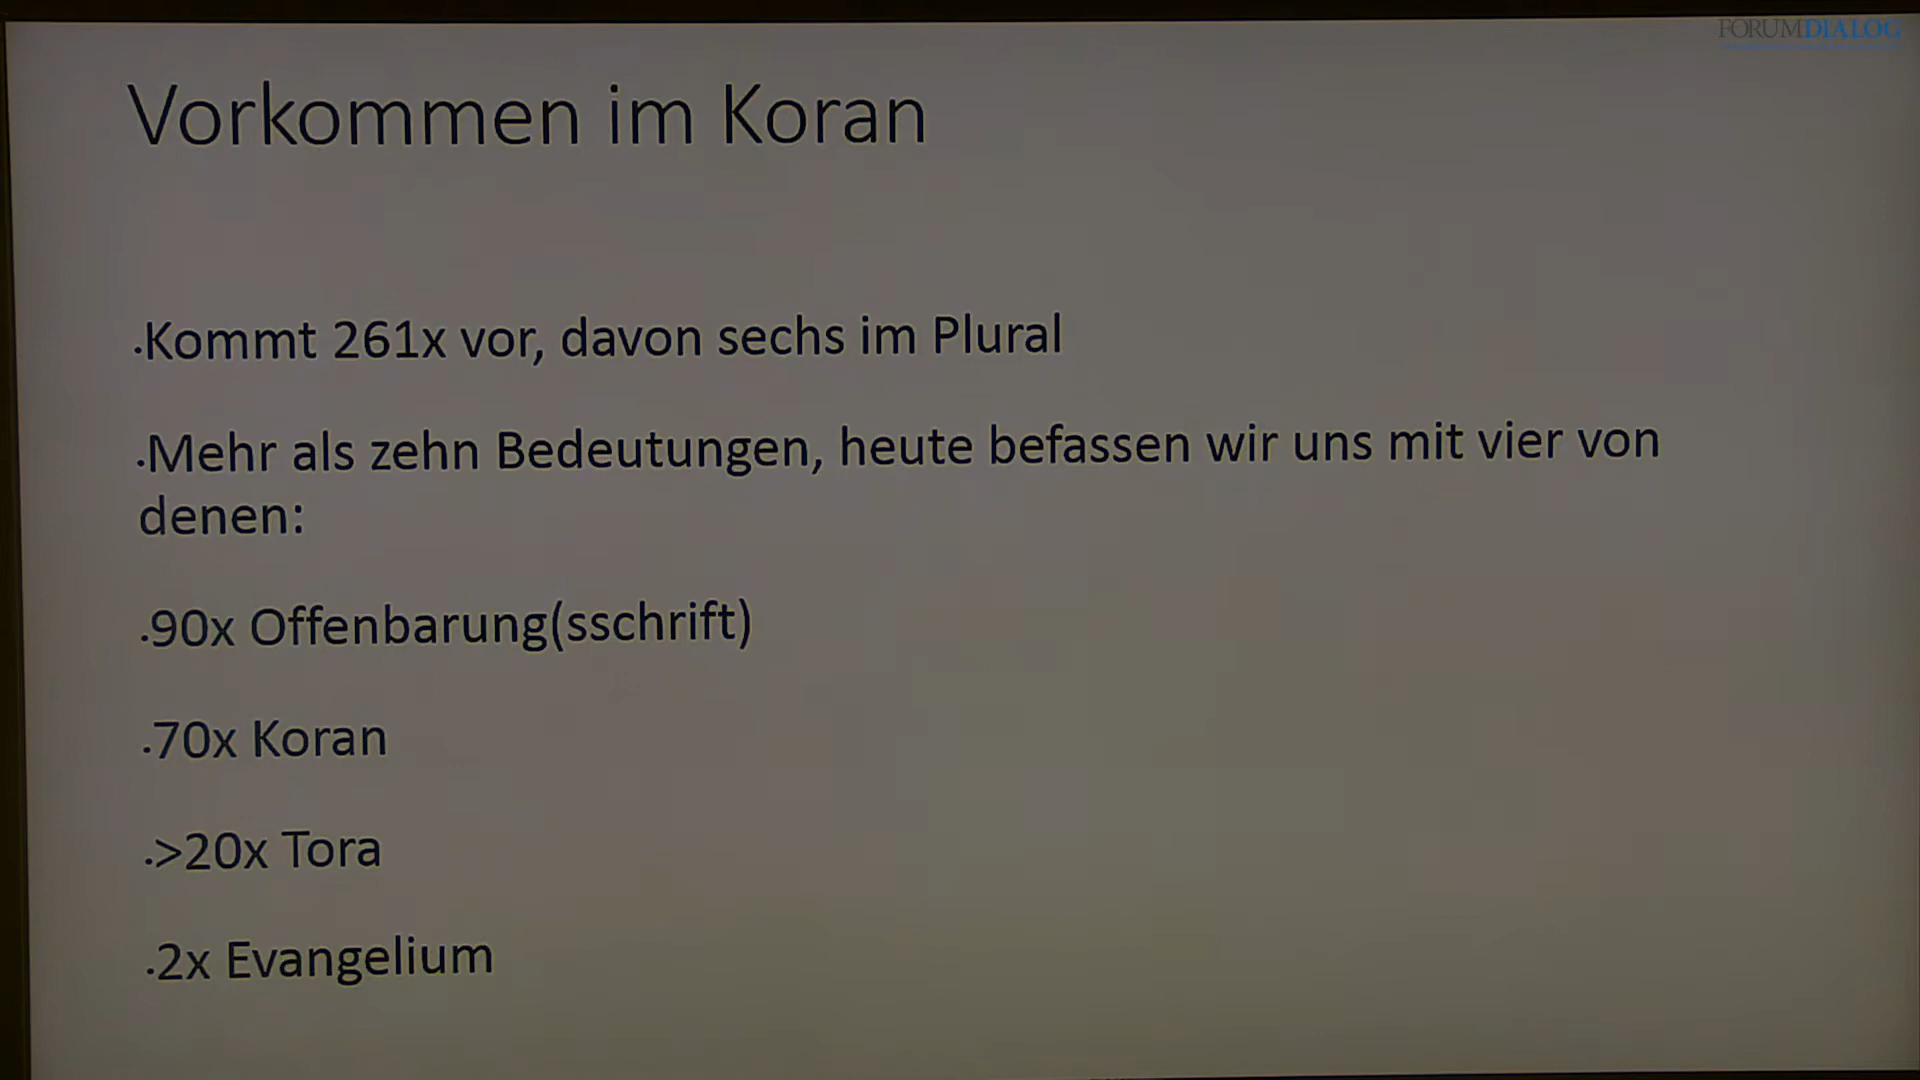 FORUMDIALOG
Vorkommen im Koran
.Kommt 261x vor, davon sechs im Plural
.Mehr als zehn Bedeutungen, heute befassen wir uns mit vier von
denen:
.90x Offenbarung(sschrift)
.70x Koran
.>20x Tora
.2x Evangelium